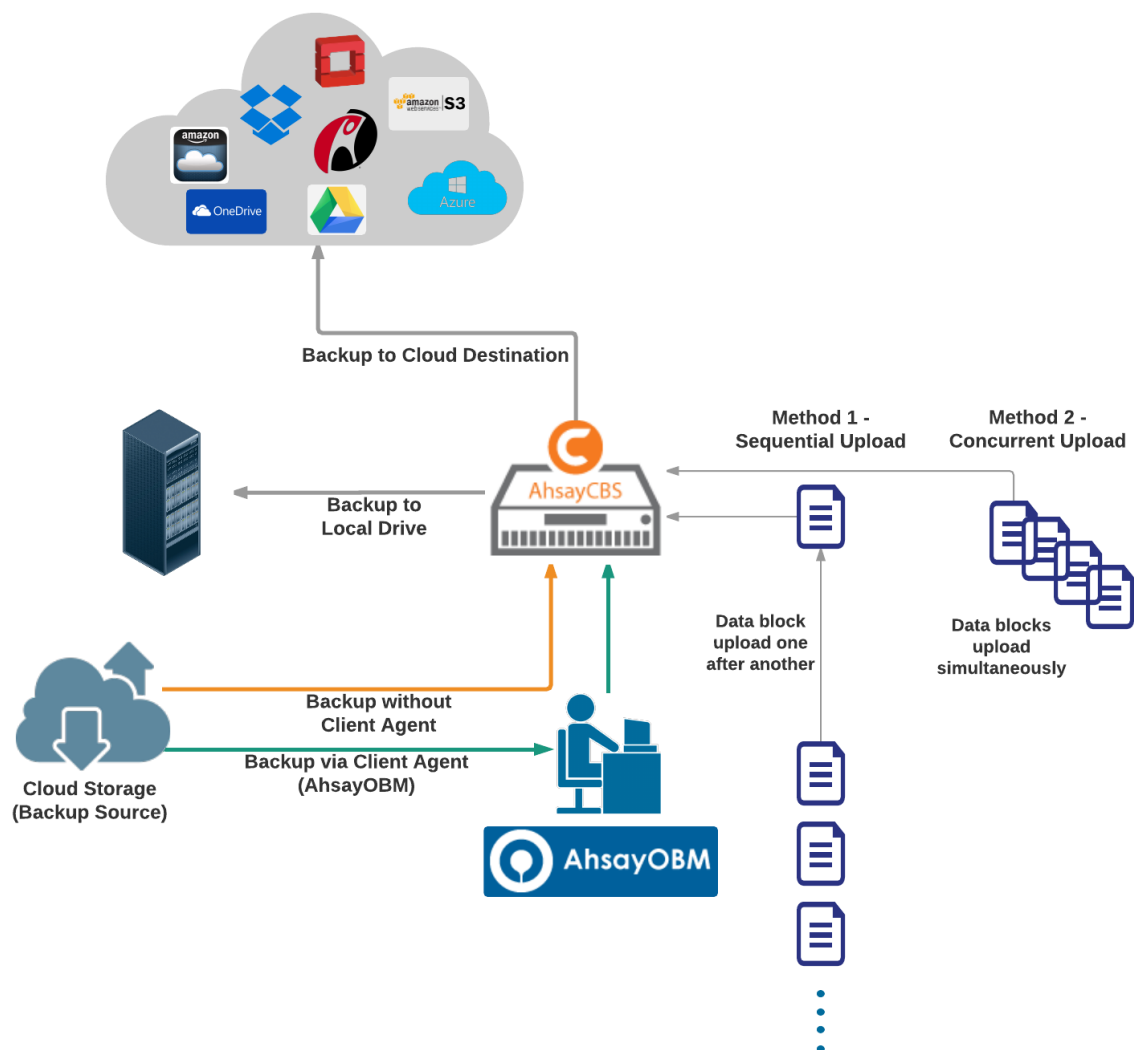 amazon
webservices
S3
amazon
OneDrive
Azure
Backup to Cloud Destination
Method 1 -
Sequential Upload
Method 2 -
Concurrent Upload
AhsayCBS
Backup to
Local Drive
Data block
upload one
after another
Data blocks
upload
simultaneously
Backup without
Client Agent
Backup via Client Agent
(AhsayOBM)
Cloud Storage
(Backup Source)
AhsayOBM